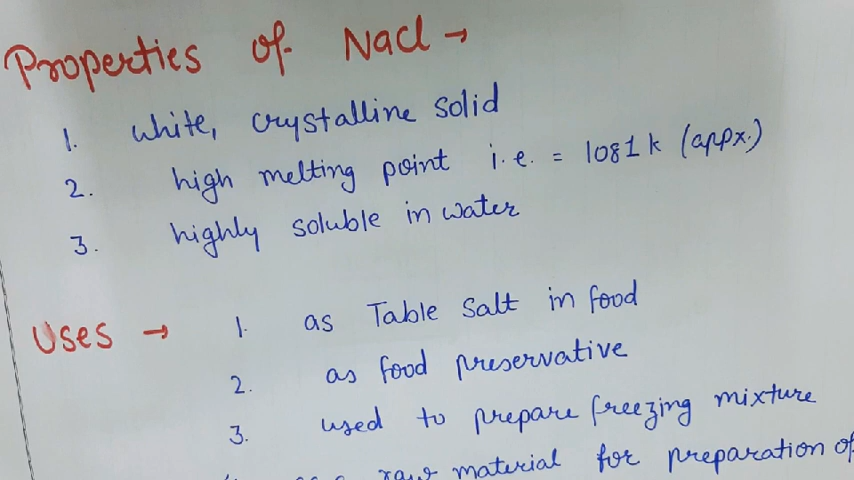 Properties of NaCl →
1. white, crystalline solid
2. high melting point i.e. = 1081 k (appx.)
3. highly soluble in water
Uses → 1. as Table Salt in food
2. as food preservative
3. used to prepare freezing mixture
raw material for preparation of